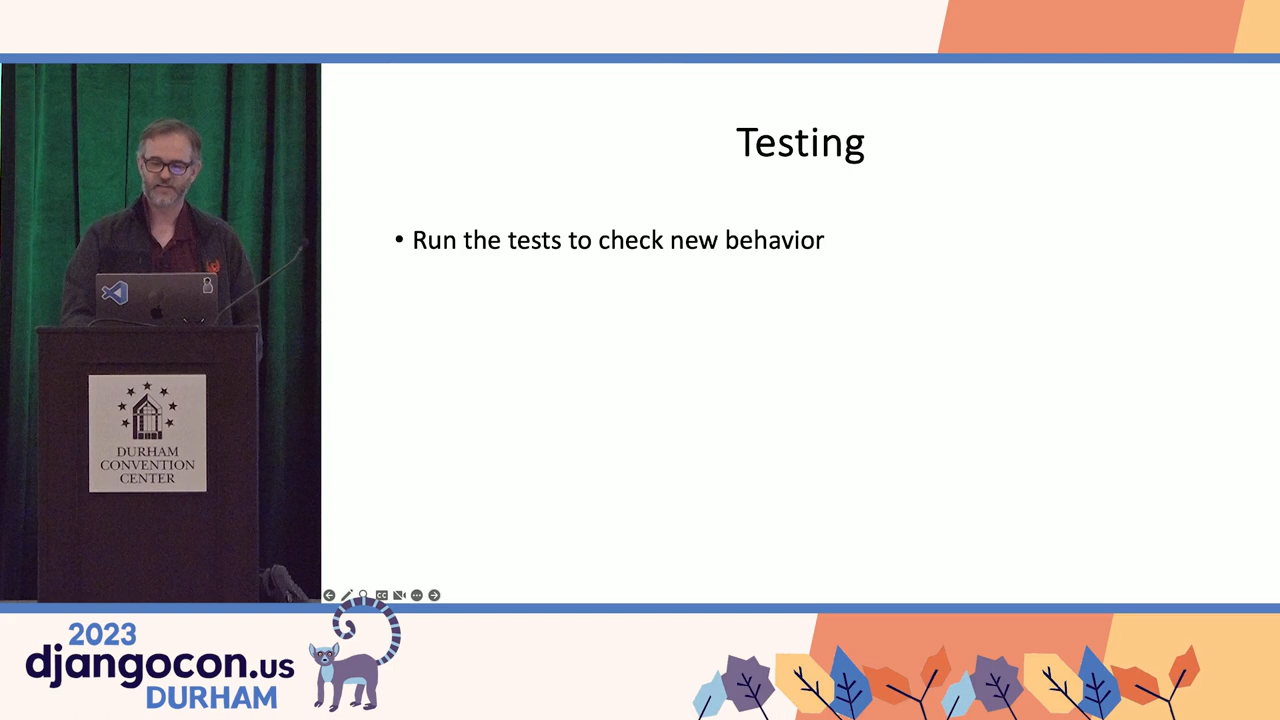 Testing
• Run the tests to check new behavior
DURHAM
CONVENTION
CENTER
2023
djangocon.us
DURHAM